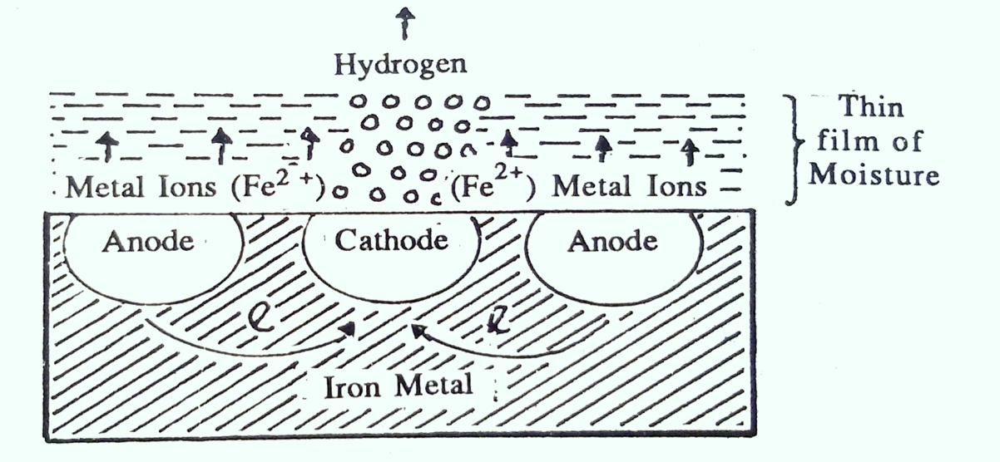 Hydrogen
Thin
film of
Moisture
Metal Ions (Fe2+) (Fe2+) Metal Ions
Anode Cathode Anode
e e
Iron Metal